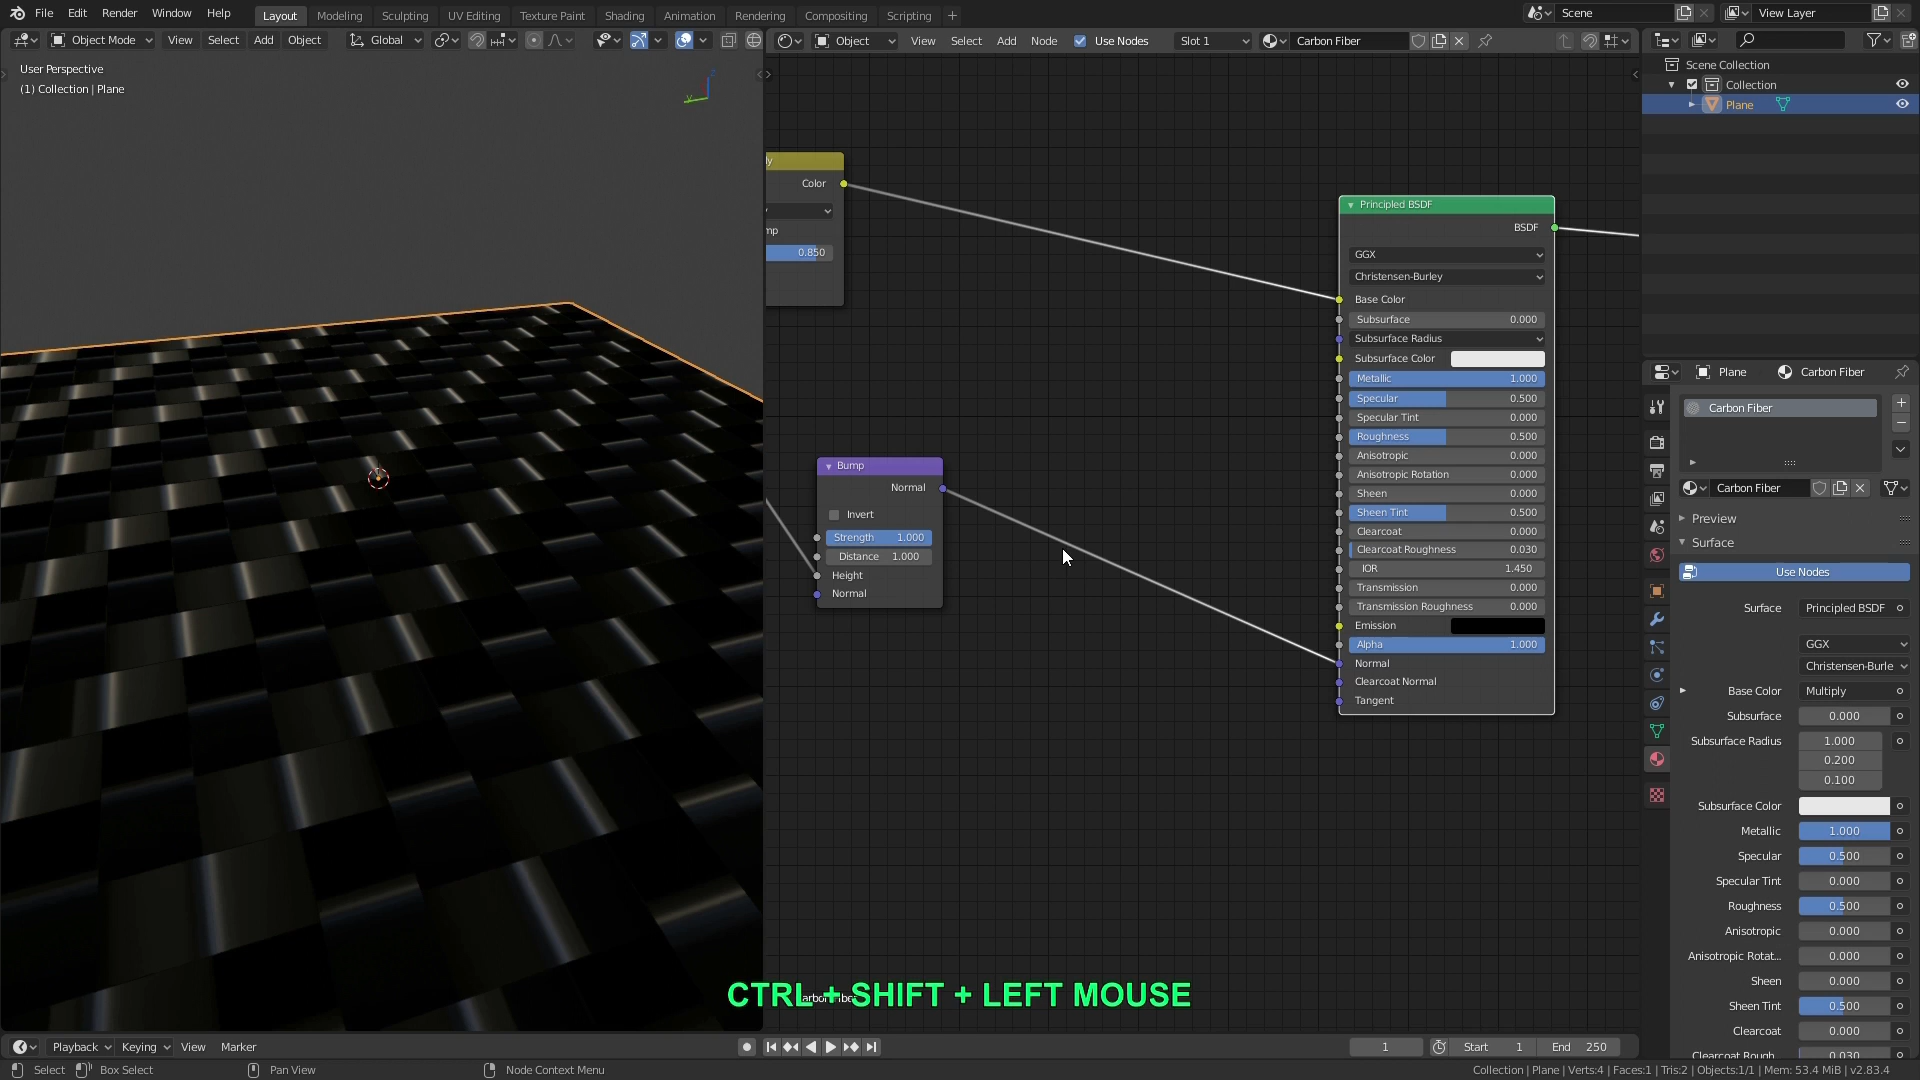 File Edit Render Window Help
Layout Modeling Sculpting UV Editing Texture Paint Shading Animation Rendering Compositing Scripting +
Scene
View Layer
Object Mode View Select Add Object Global
Object View Select Add Node Use Nodes Slot 1 Carbon Fiber
User Perspective
(1) Collection | Plane
Color
0.850
Bump
Normal
Invert
Strength 1.000
Distance 1.000
Height
Normal
Principled BSDF
BSDF
GGX
Christensen-Burley
Base Color
Subsurface 0.000
Subsurface Radius
Subsurface Color
Metallic 1.000
Specular 0.500
Specular Tint 0.000
Roughness 0.500
Anisotropic 0.000
Anisotropic Rotation 0.000
Sheen 0.000
Sheen Tint 0.500
Clearcoat 0.000
Clearcoat Roughness 0.030
IOR 1.450
Transmission 0.000
Transmission Roughness 0.000
Emission
Alpha 1.000
Normal
Clearcoat Normal
Tangent
CTRL + SHIFT + LEFT MOUSE
Scene Collection
Collection
Plane
Plane Carbon Fiber
Carbon Fiber
Carbon Fiber
Preview
Surface
Use Nodes
Surface Principled BSDF
GGX
Christensen-Burle
Base Color Multiply
Subsurface 0.000
Subsurface Radius 1.000
0.200
0.100
Subsurface Color
Metallic 1.000
Specular 0.500
Specular Tint 0.000
Roughness 0.500
Anisotropic 0.000
Anisotropic Rotat... 0.000
Sheen 0.000
Sheen Tint 0.500
Clearcoat 0.000
Clearcoat Rough... 0.030
Playback Keying View Marker
1 Start 1 End 250
Select Box Select Pan View Node Context Menu
Collection | Plane | Verts:4 | Faces:1 | Tris:2 | Objects:1/1 | Mem: 53.4 MiB | v2.83.4